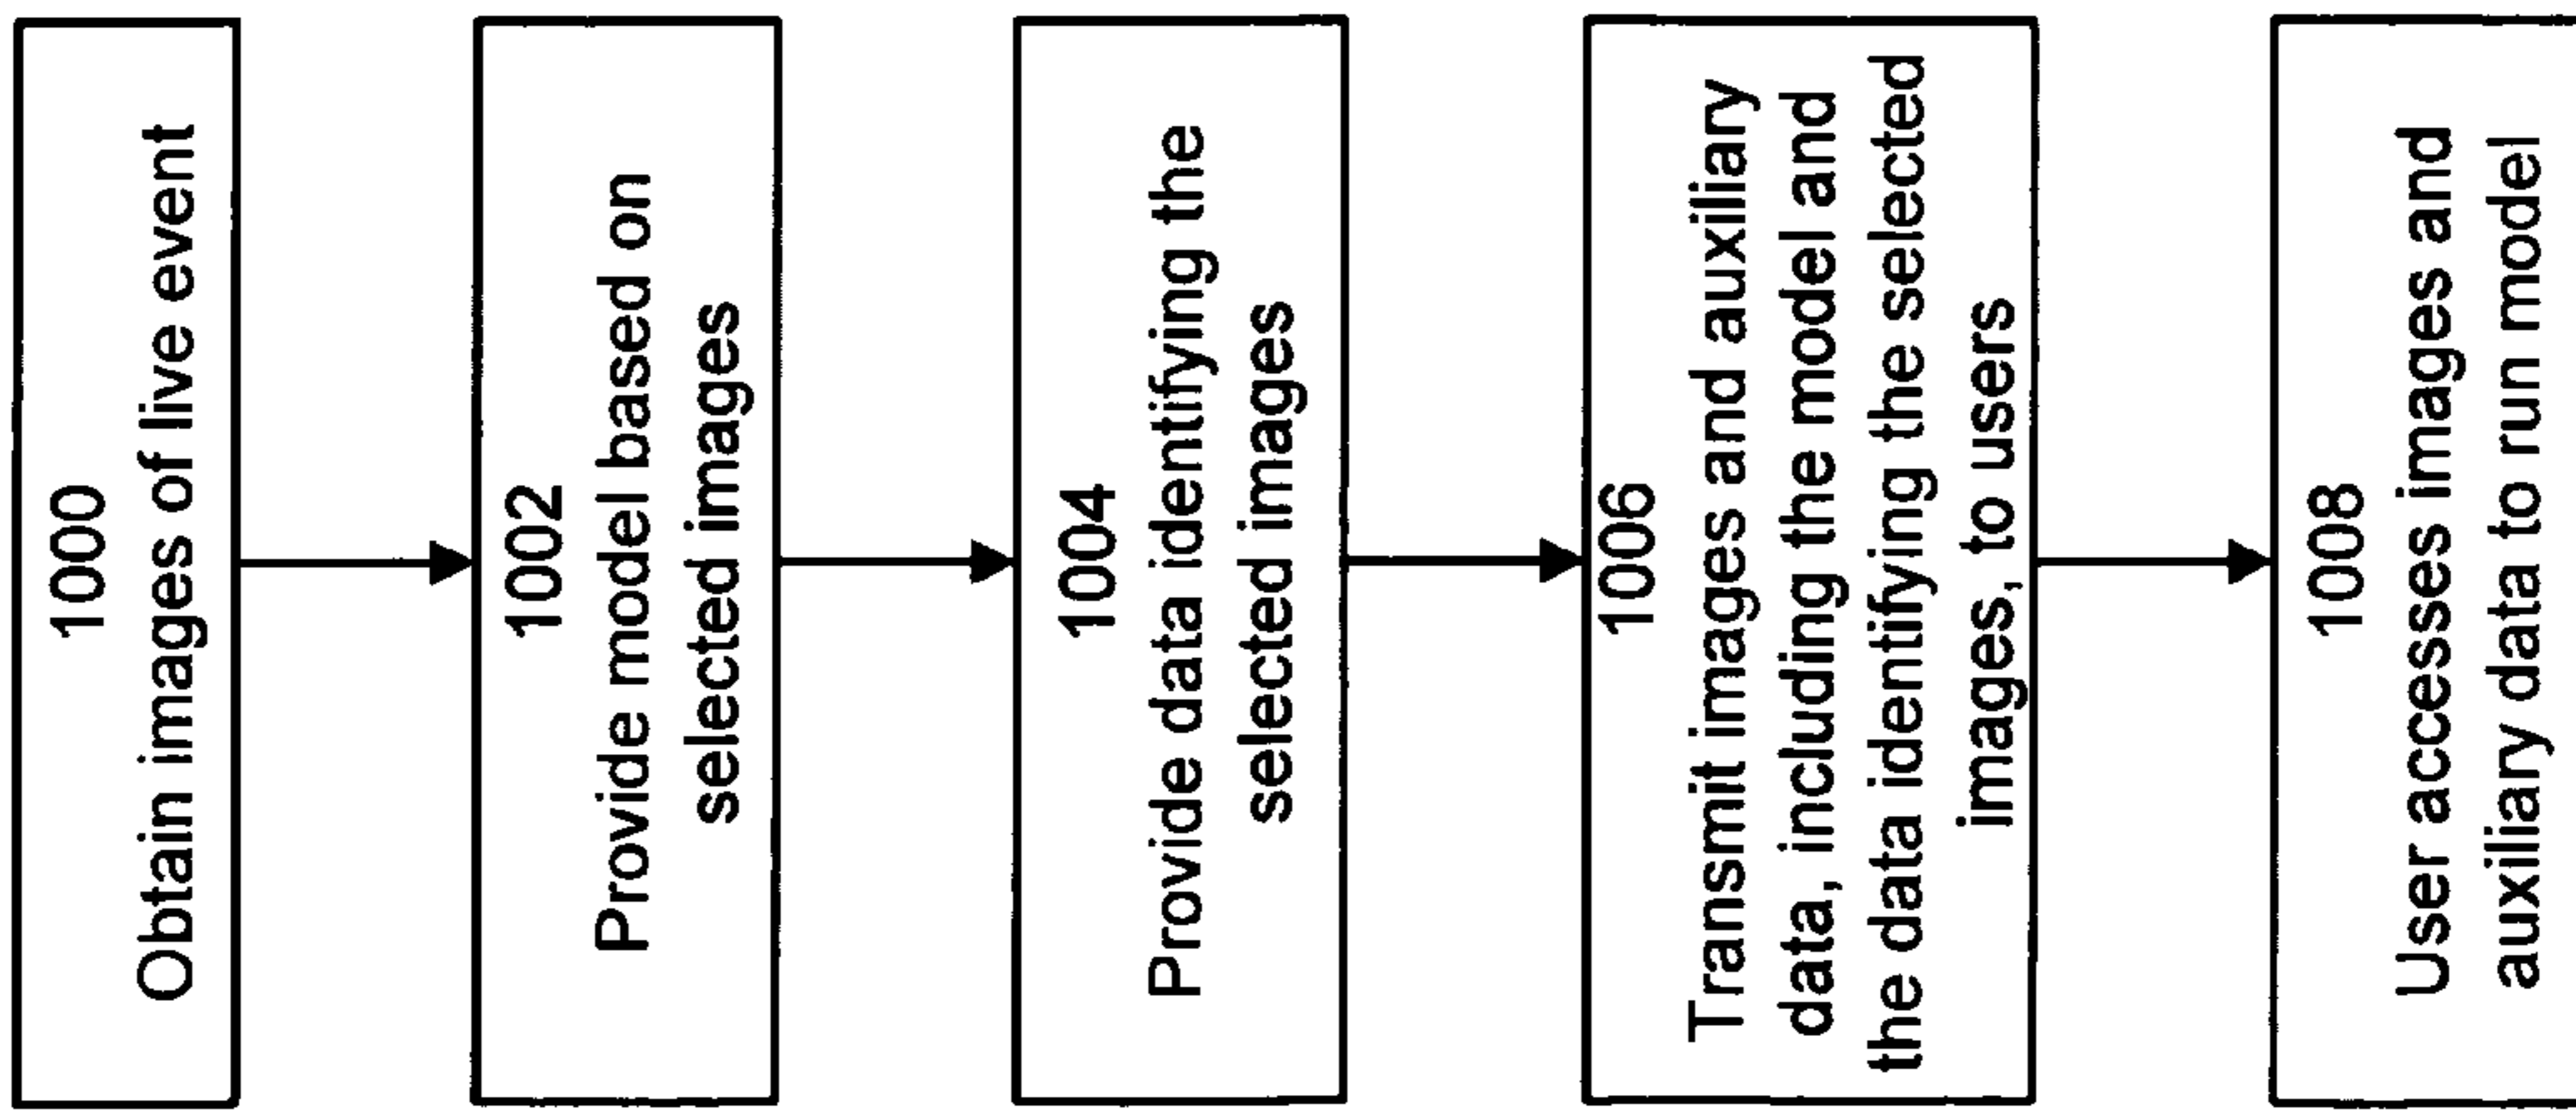 1000
Obtain images of live event
1002
Provide model based on
selected images
1004
Provide data identifying the
selected images
1006
Transmit images and auxiliary
data, including the model and
the data identifying the selected
images, to users
1008
User accesses images and
auxiliary data to run model